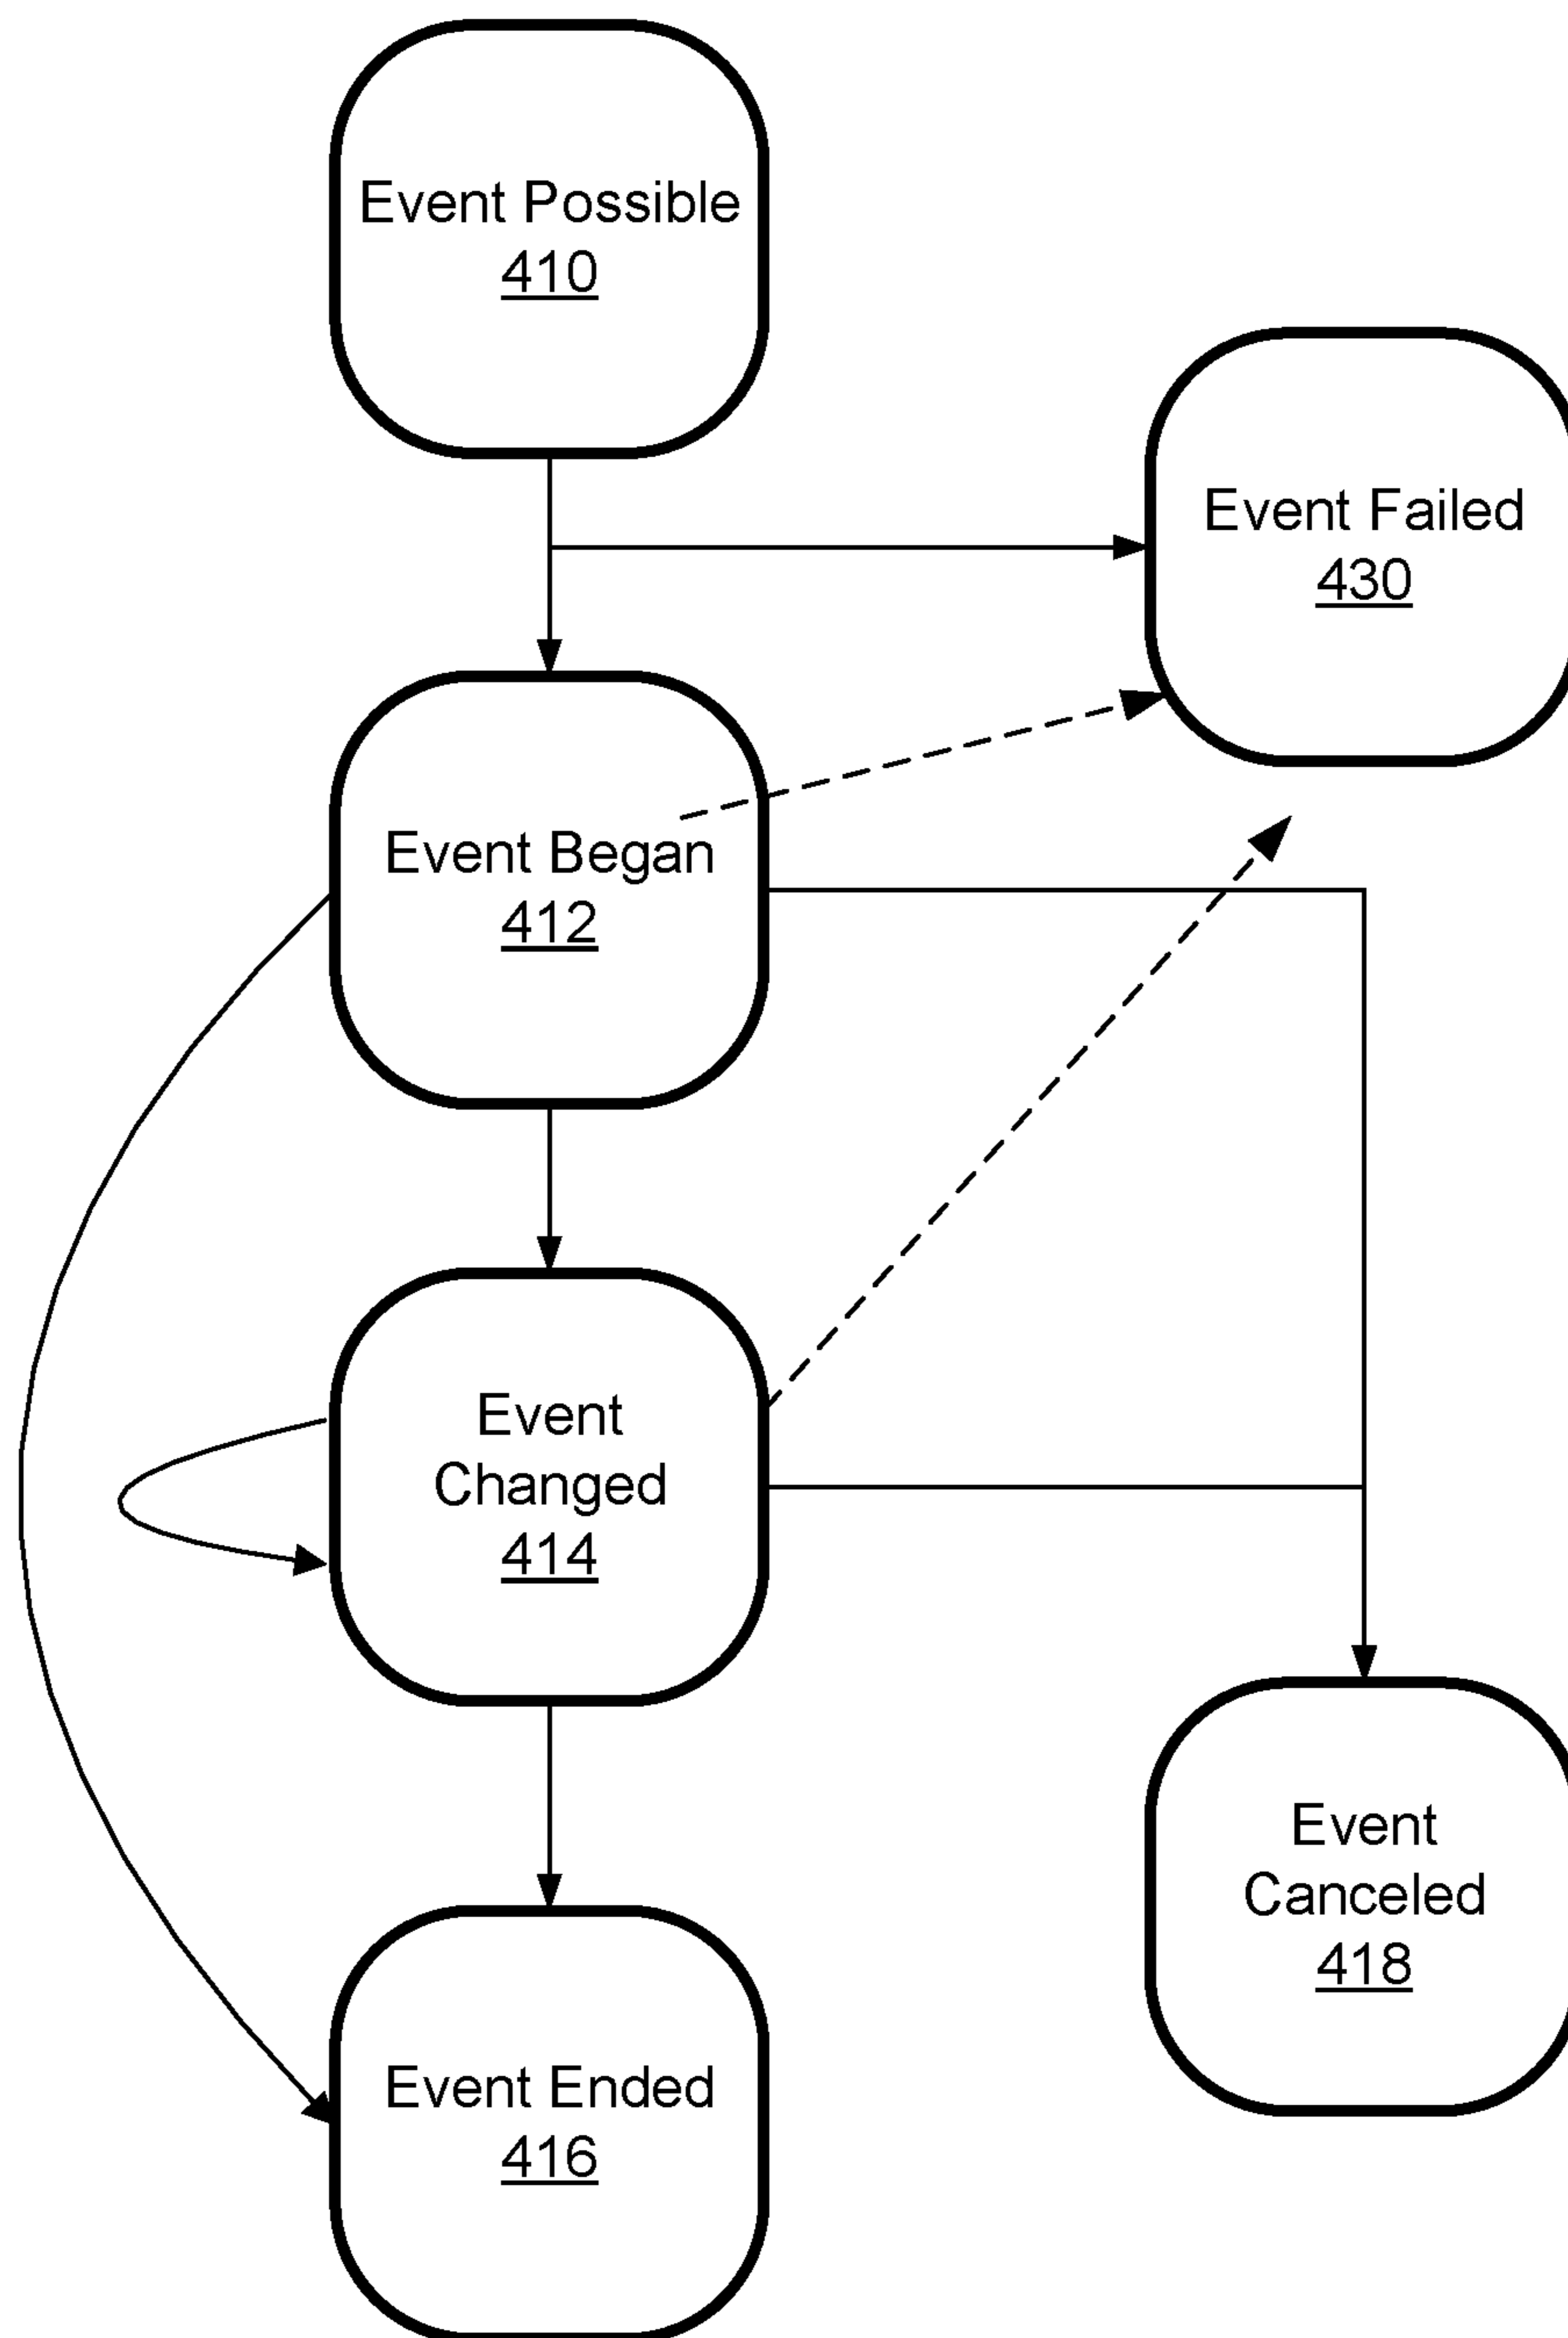 Event Possible
410
Event Failed
430
Event Began
412
Event
Changed
414
Event
Canceled
418
Event Ended
416